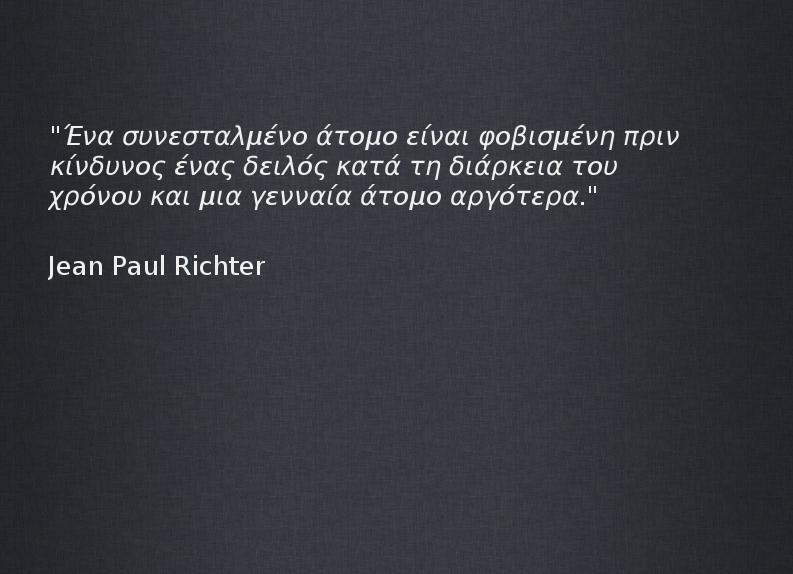 "Ένα συνεσταλμένο άτομο είναι φοβισμένη πριν
κίνδυνος ένας δειλός κατά τη διάρκεια του
χρόνου και μια γενναία άτομο αργότερα."
Jean Paul Richter